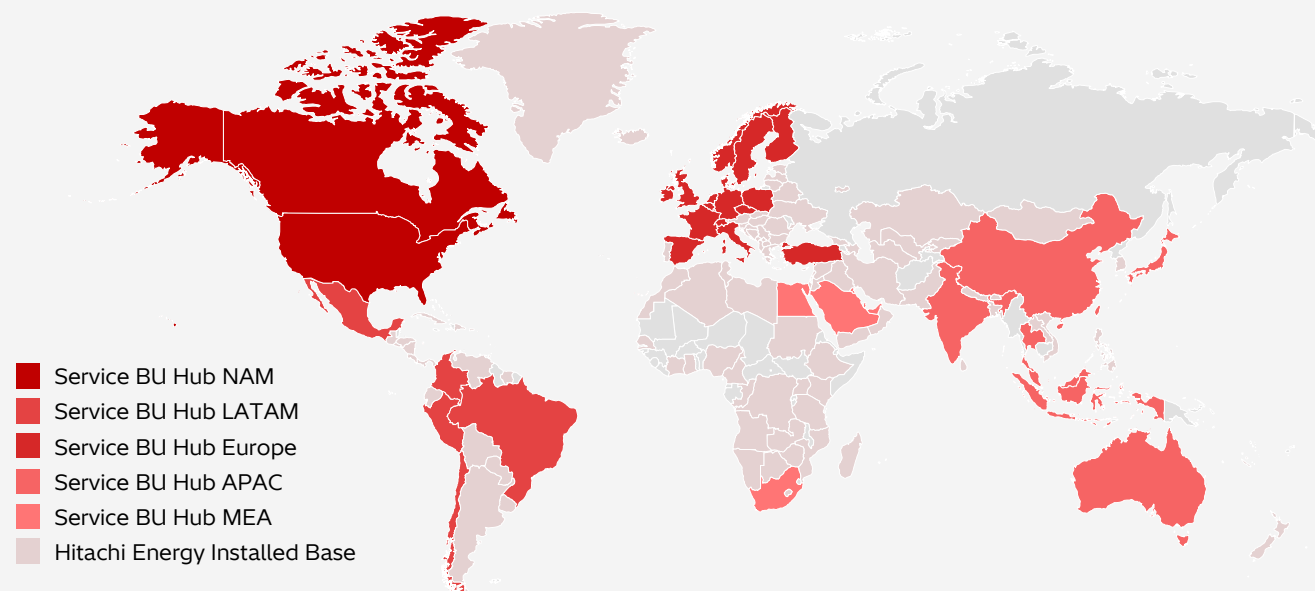 Service BU Hub NAM
Service BU Hub LATAM
Service BU Hub Europe
Service BU Hub APAC
Service BU Hub MEA
Hitachi Energy Installed Base